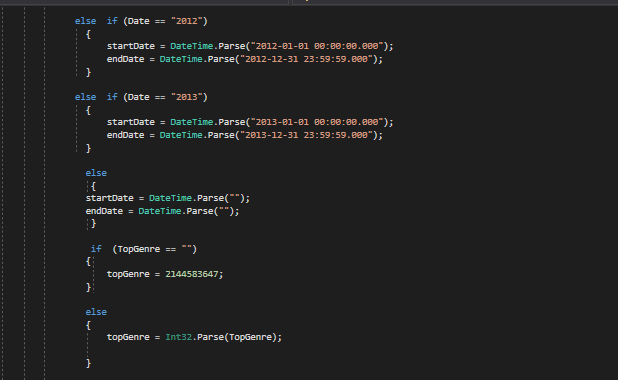 else if (Date == "2012")
{
startDate = DateTime.Parse("2012-01-01 00:00:00.000");
endDate = DateTime.Parse("2012-12-31 23:59:59.000");
}
else if (Date == "2013")
{
startDate = DateTime.Parse("2013-01-01 00:00:00.000");
endDate = DateTime.Parse("2013-12-31 23:59:59.000");
}
else
{
startDate = DateTime.Parse("");
endDate = DateTime.Parse("");
}
if (TopGenre == "")
{
topGenre = 2144583647;
}
else
{
topGenre = Int32.Parse(TopGenre);
}